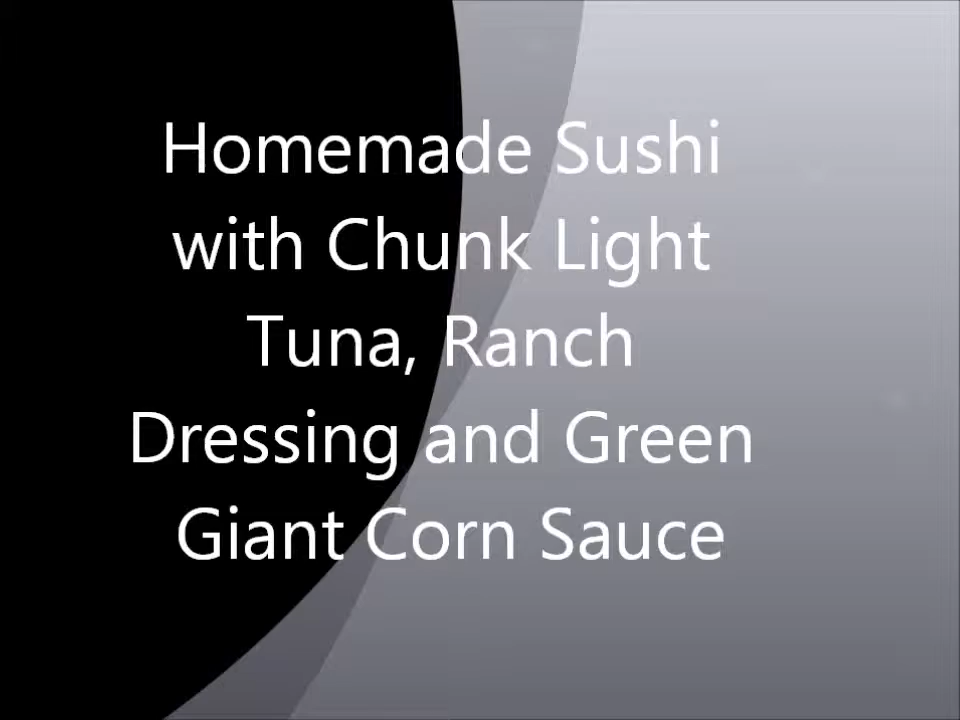 Homemade Sushi
with Chunk Light
Tuna, Ranch
Dressing and Green
Giant Corn Sauce